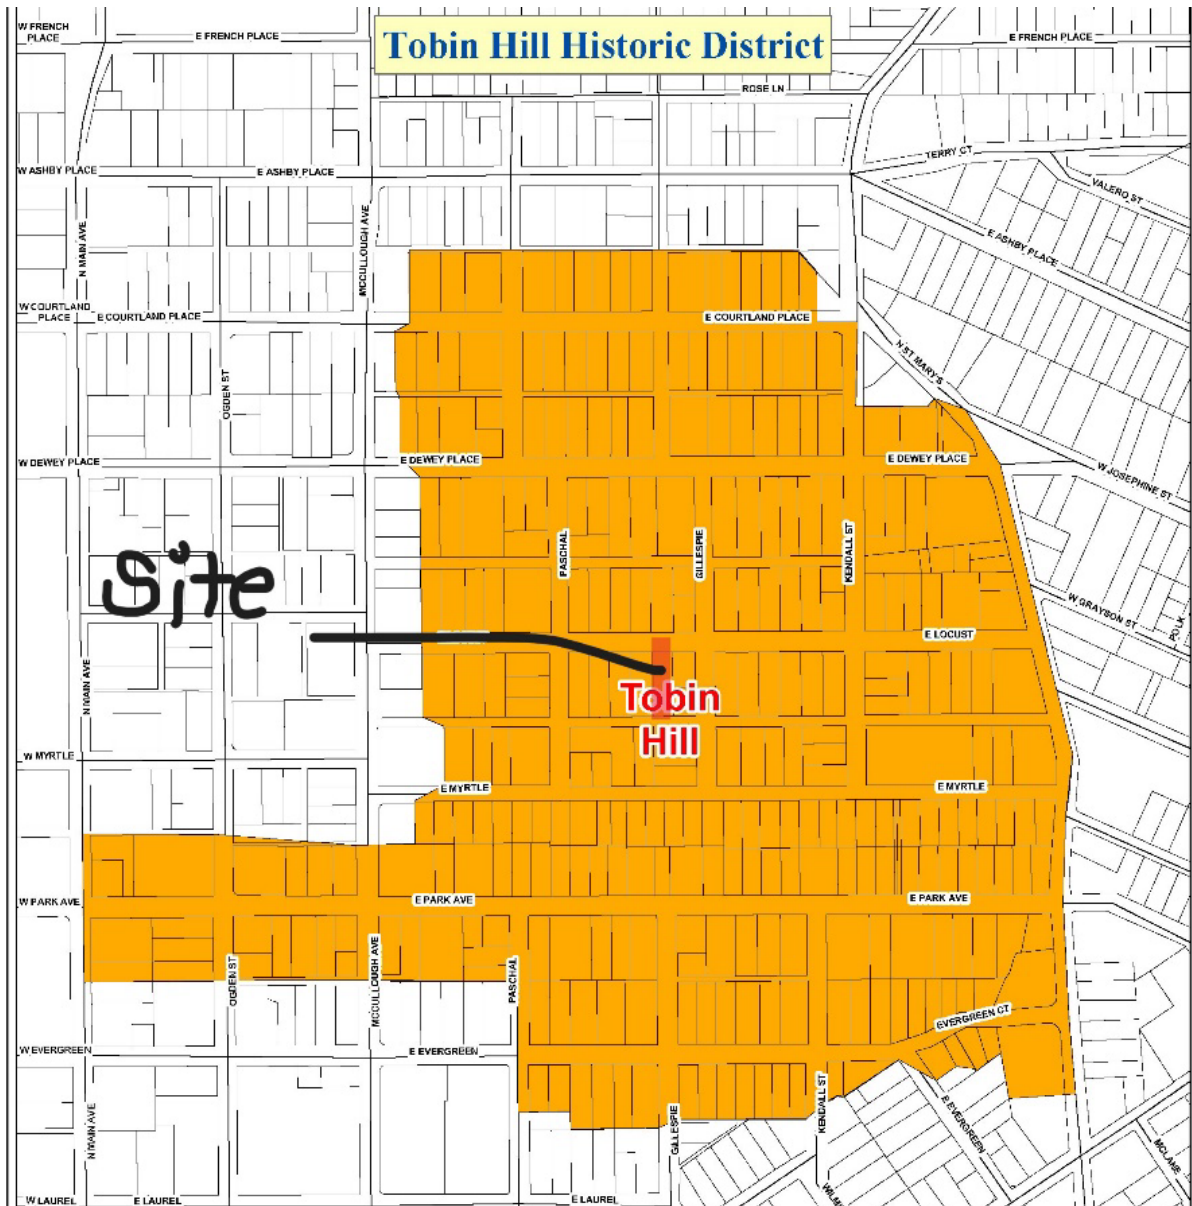 Tobin Hill Historic District
W FRENCH
PLACE
E FRENCH PLACE
E FRENCH PLACE
ROSE LN
TERRY CT
W ASHBY PLACE
E ASHBY PLACE
VALERO ST
N MAIN AVE
MCCULLOUGH AVE
E ASHBY PLACE
W COURTLAND
PLACE
E COURTLAND PLACE
E COURTLAND PLACE
N ST MARY'S
OGDEN ST
W DEWEY PLACE
E DEWEY PLACE
E DEWEY PLACE
W JOSEPHINE ST
PASCHAL
GILLESPIE
KENDALL ST
Site
W GRAYSON ST
POLK
E LOCUST
N MAIN AVE
Tobin
Hill
W MYRTLE
E MYRTLE
E MYRTLE
W PARK AVE
E PARK AVE
E PARK AVE
OGDEN ST
MCCULLOUGH AVE
PASCHAL
EVERGREEN CT
W EVERGREEN
E EVERGREEN
N MAIN AVE
GILLESPIE
KENDALL ST
E EVERGREEN
MCLANE
W LAUREL
E LAUREL
E LAUREL